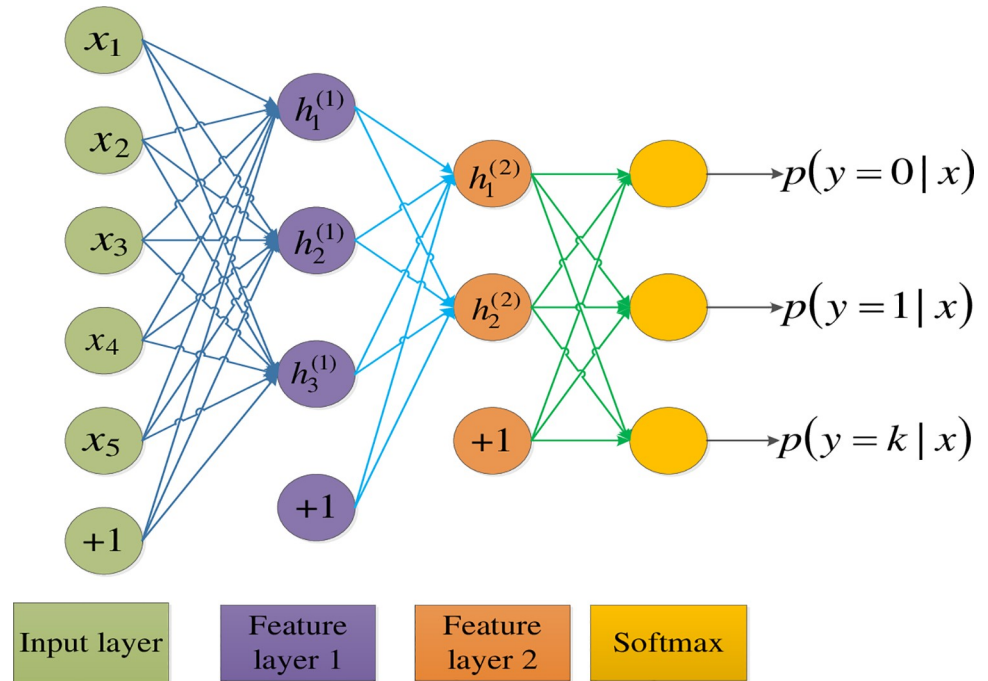 x₁
x₂
x₃
x₄
x₅
+1
h₁⁽¹⁾
h₂⁽¹⁾
h₃⁽¹⁾
+1
h₁⁽²⁾
h₂⁽²⁾
+1
p(y = 0 | x)
p(y = 1 | x)
p(y = k | x)
Input layer
Feature
layer 1
Feature
layer 2
Softmax